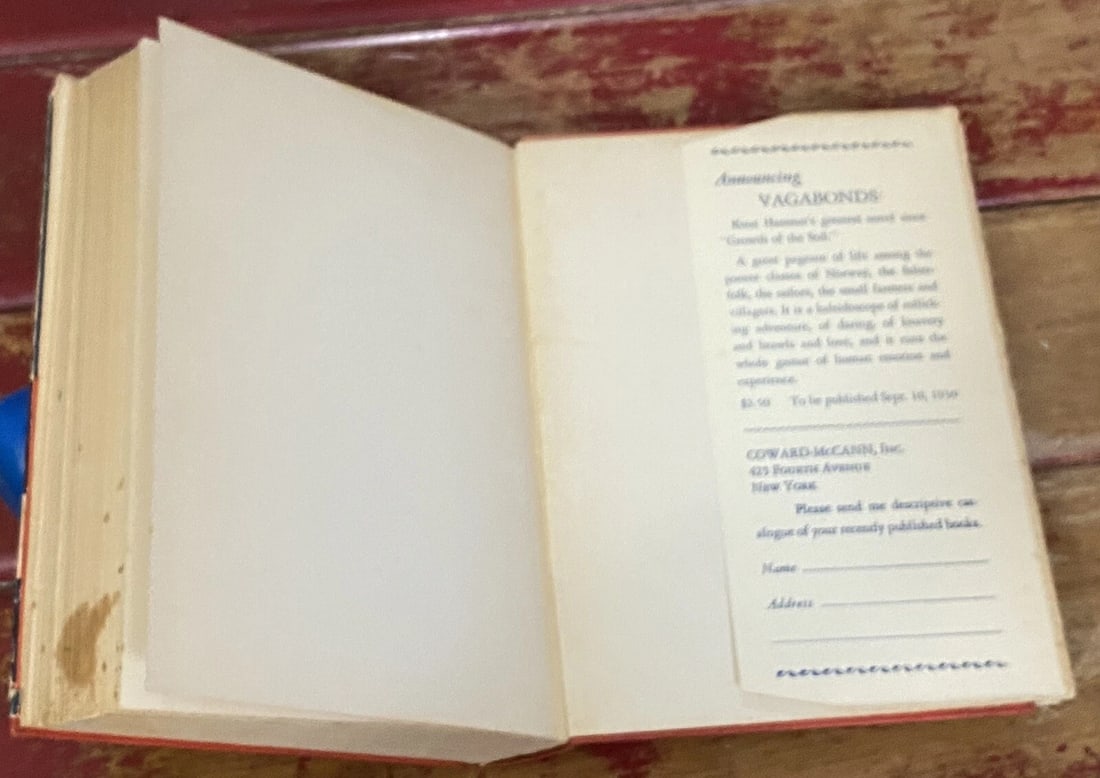 Announcing
VAGABONDS
Knut Hamsun's greatest novel since
"Growth of the Soil."
A great pageant of life among the
poorer classes of Norway, the fisher-
folk, the sailors, the small farmers and
villagers. It is a kaleidoscope of rollick-
ing adventure, of daring, of knavery
and brawls and love, and it runs the
whole gamut of human emotion and
experience.
$2.50 To be published Sept. 10, 1930
COWARD-McCANN, Inc.
425 Fourth Avenue
New York
Please send me descriptive cat-
alogue of your recently published books.
Name
Address